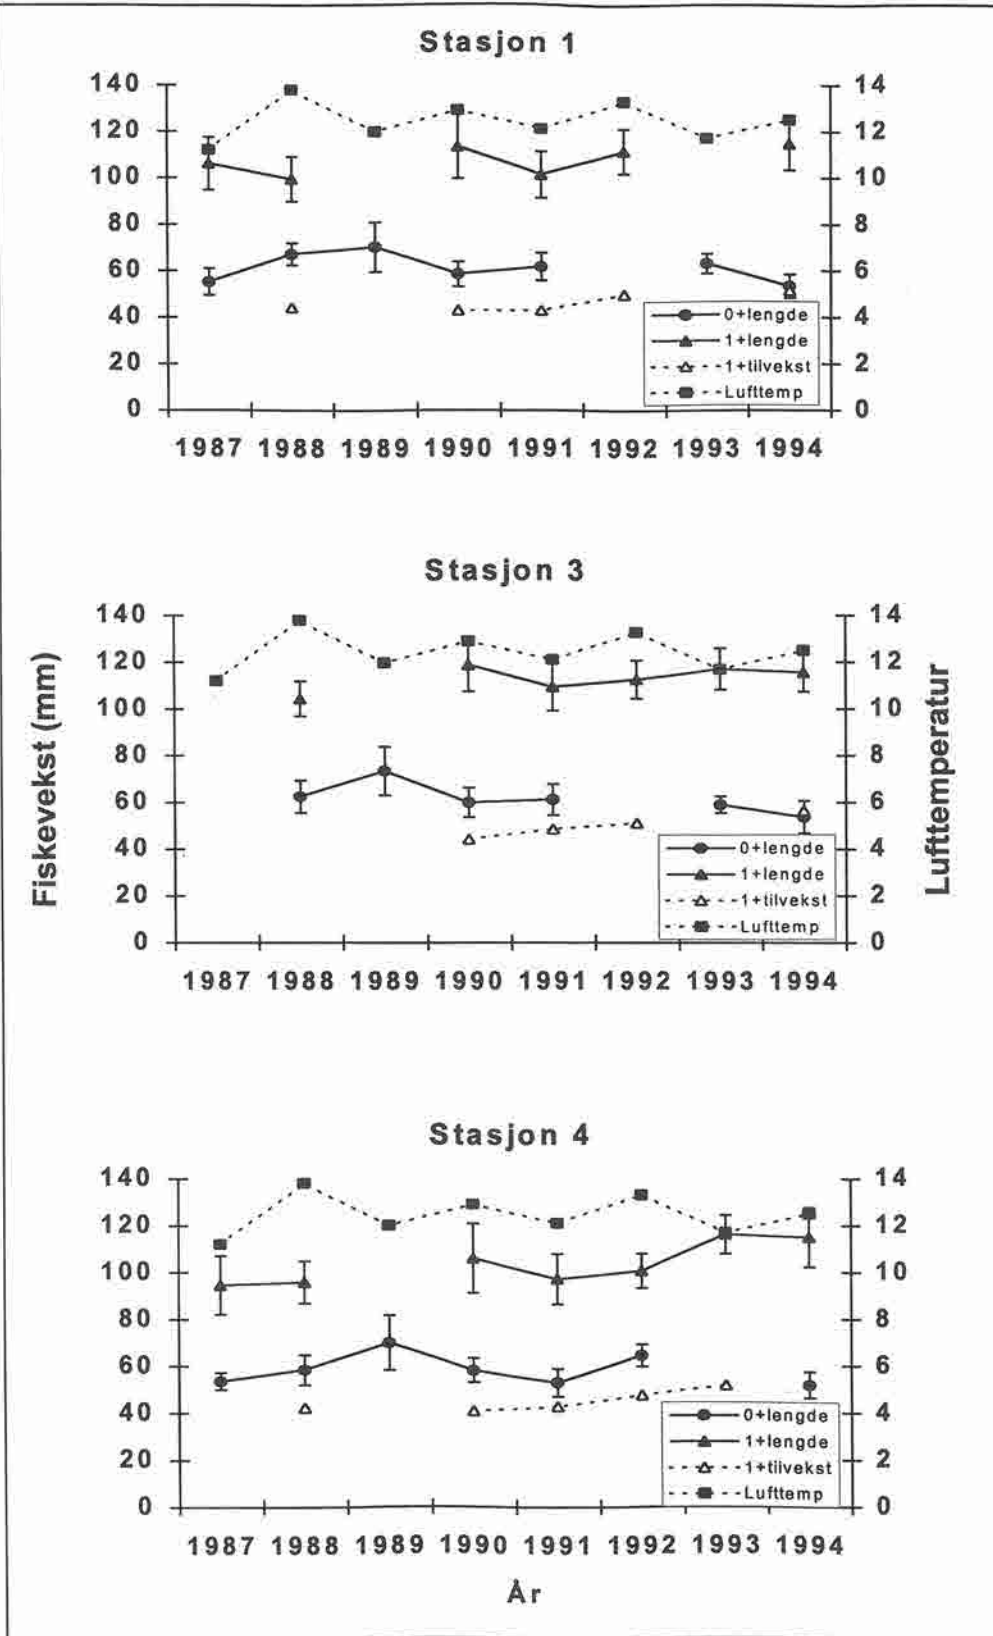 Stasjon 1
140 14
120 12
100 10
80 8
60 6
40 4
20 2
0 0
0+lengde
1+lengde
1+tilvekst
Lufttemp
1987 1988 1989 1990 1991 1992 1993 1994
Stasjon 3
Fiskevekst (mm)
Lufttemperatur
140 14
120 12
100 10
80 8
60 6
40 4
20 2
0 0
0+lengde
1+lengde
1+tilvekst
Lufttemp
1987 1988 1989 1990 1991 1992 1993 1994
Stasjon 4
140 14
120 12
100 10
80 8
60 6
40 4
20 2
0 0
0+lengde
1+lengde
1+tilvekst
Lufttemp
1987 1988 1989 1990 1991 1992 1993 1994
År